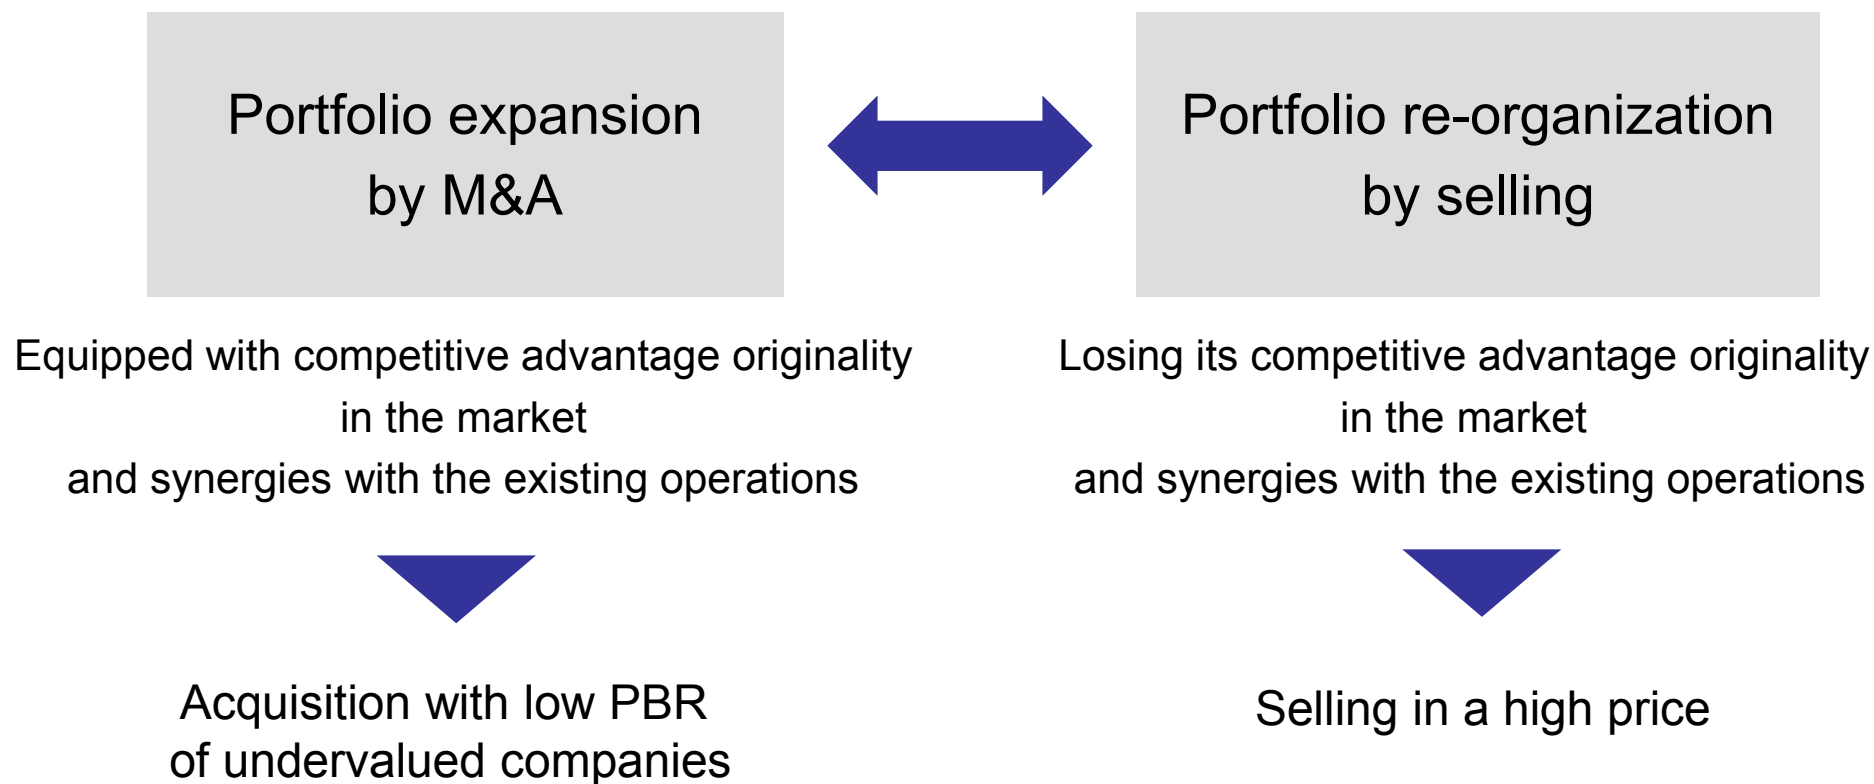 Portfolio expansion
by M&A
Portfolio re-organization
by selling
Equipped with competitive advantage originality
in the market
and synergies with the existing operations
Losing its competitive advantage originality
in the market
and synergies with the existing operations
Acquisition with low PBR
of undervalued companies
Selling in a high price